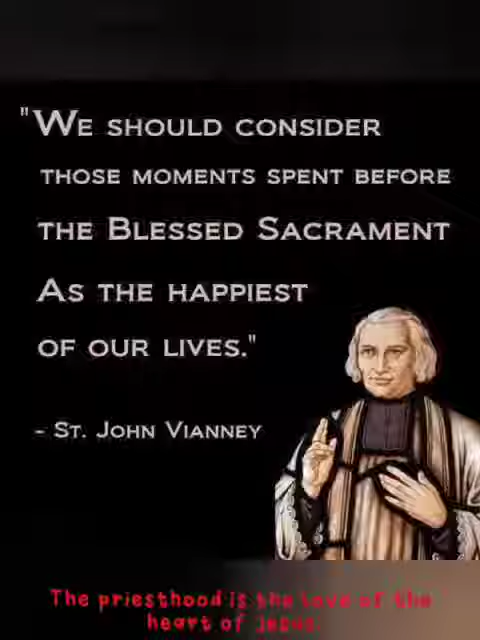 "We should consider
those moments spent before
the Blessed Sacrament
As the happiest
of our lives."
- St. John Vianney
The priesthood is the love of the
heart of Jesus.